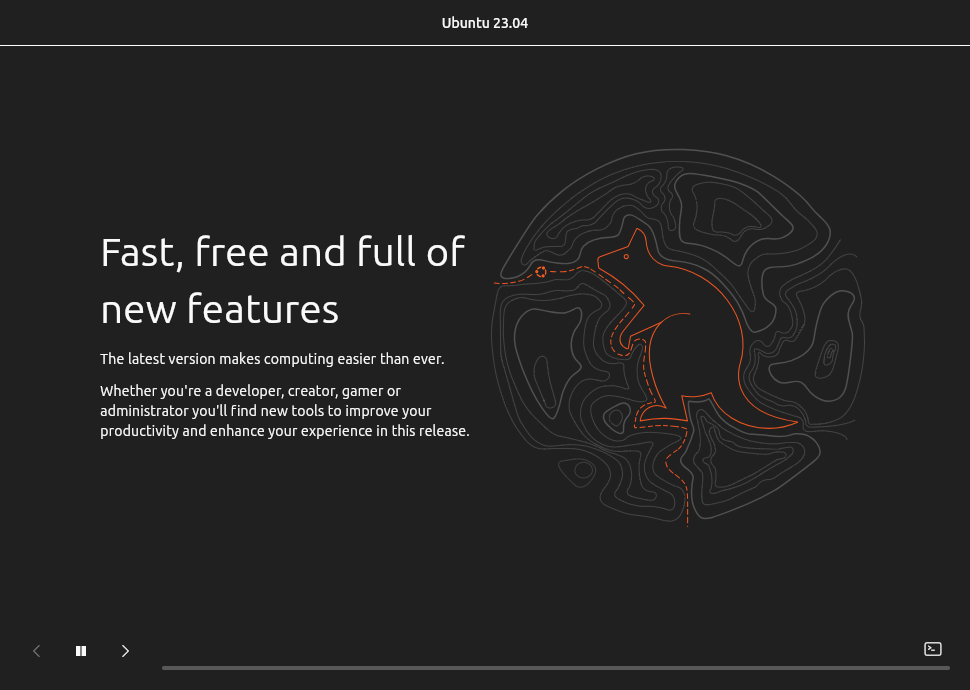 Ubuntu 23.04
Fast, free and full of
new features
The latest version makes computing easier than ever.
Whether you're a developer, creator, gamer or
administrator you'll find new tools to improve your
productivity and enhance your experience in this release.